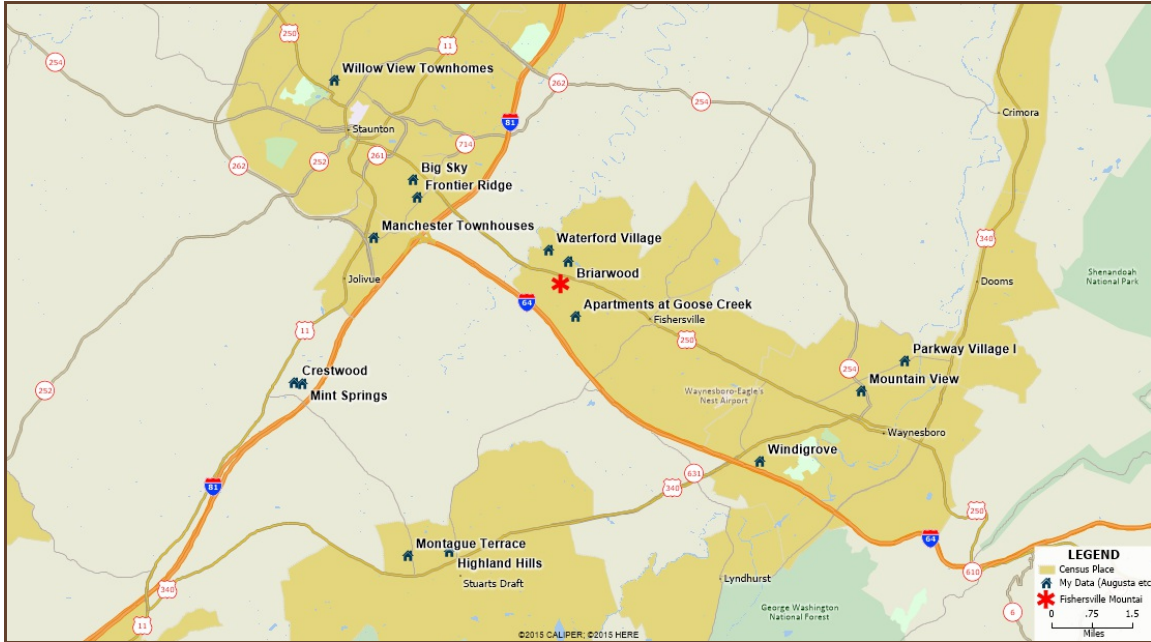 250
11
254
Willow View Townhomes
262
254
81
Crimora
Staunton
714
252
261
262
Big Sky
Frontier Ridge
Manchester Townhouses
340
Waterford Village
Briarwood
Jolivue
Dooms
Shenandoah
National Park
64
Apartments at Goose Creek
Fishersville
11
250
Parkway Village I
254
Crestwood
Mint Springs
252
Mountain View
Waynesboro-Eagle's
Nest Airport
Waynesboro
Windigrove
631
340
81
250
64
Montague Terrace
Highland Hills
Stuarts Draft
Lyndhurst
610
340
George Washington
National Forest
6
11
LEGEND
Census Place
My Data (Augusta etc
Fishersville Mountai
0 .75 1.5
Miles
©2015 CALIPER; ©2015 HERE